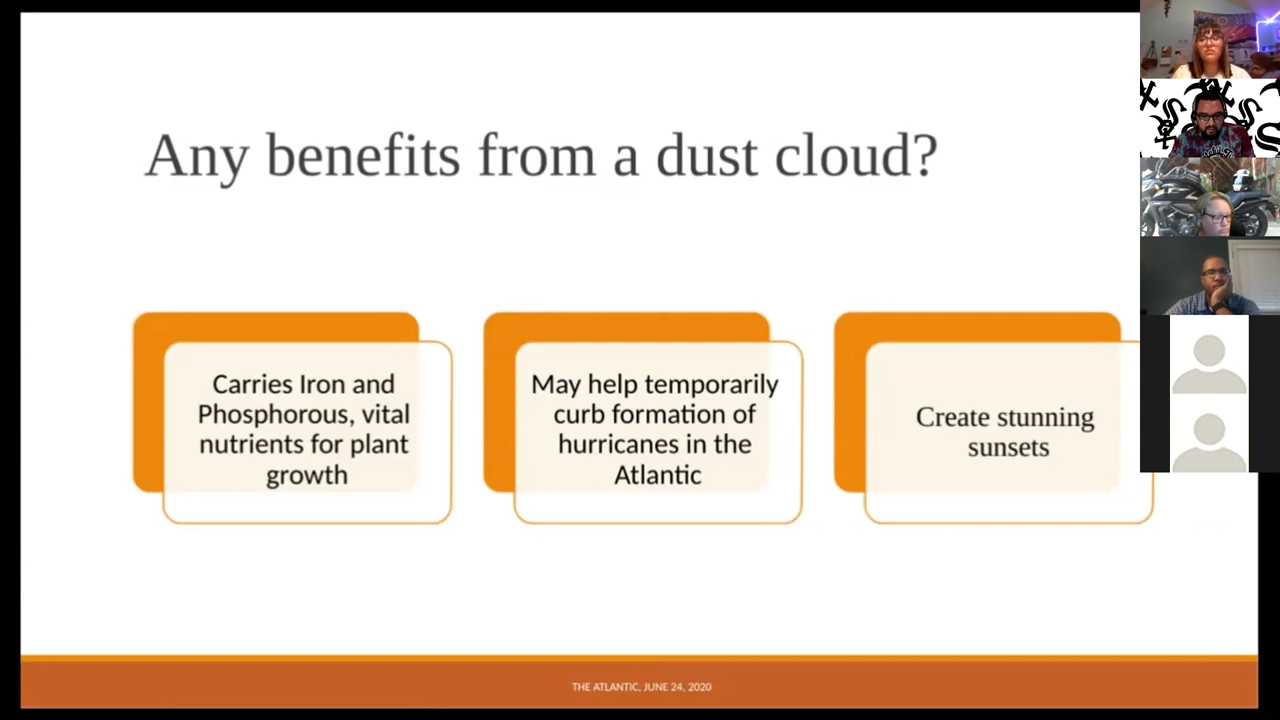 Any benefits from a dust cloud?
Carries Iron and
Phosphorous, vital
nutrients for plant
growth
May help temporarily
curb formation of
hurricanes in the
Atlantic
Create stunning
sunsets
THE ATLANTIC, JUNE 24, 2020